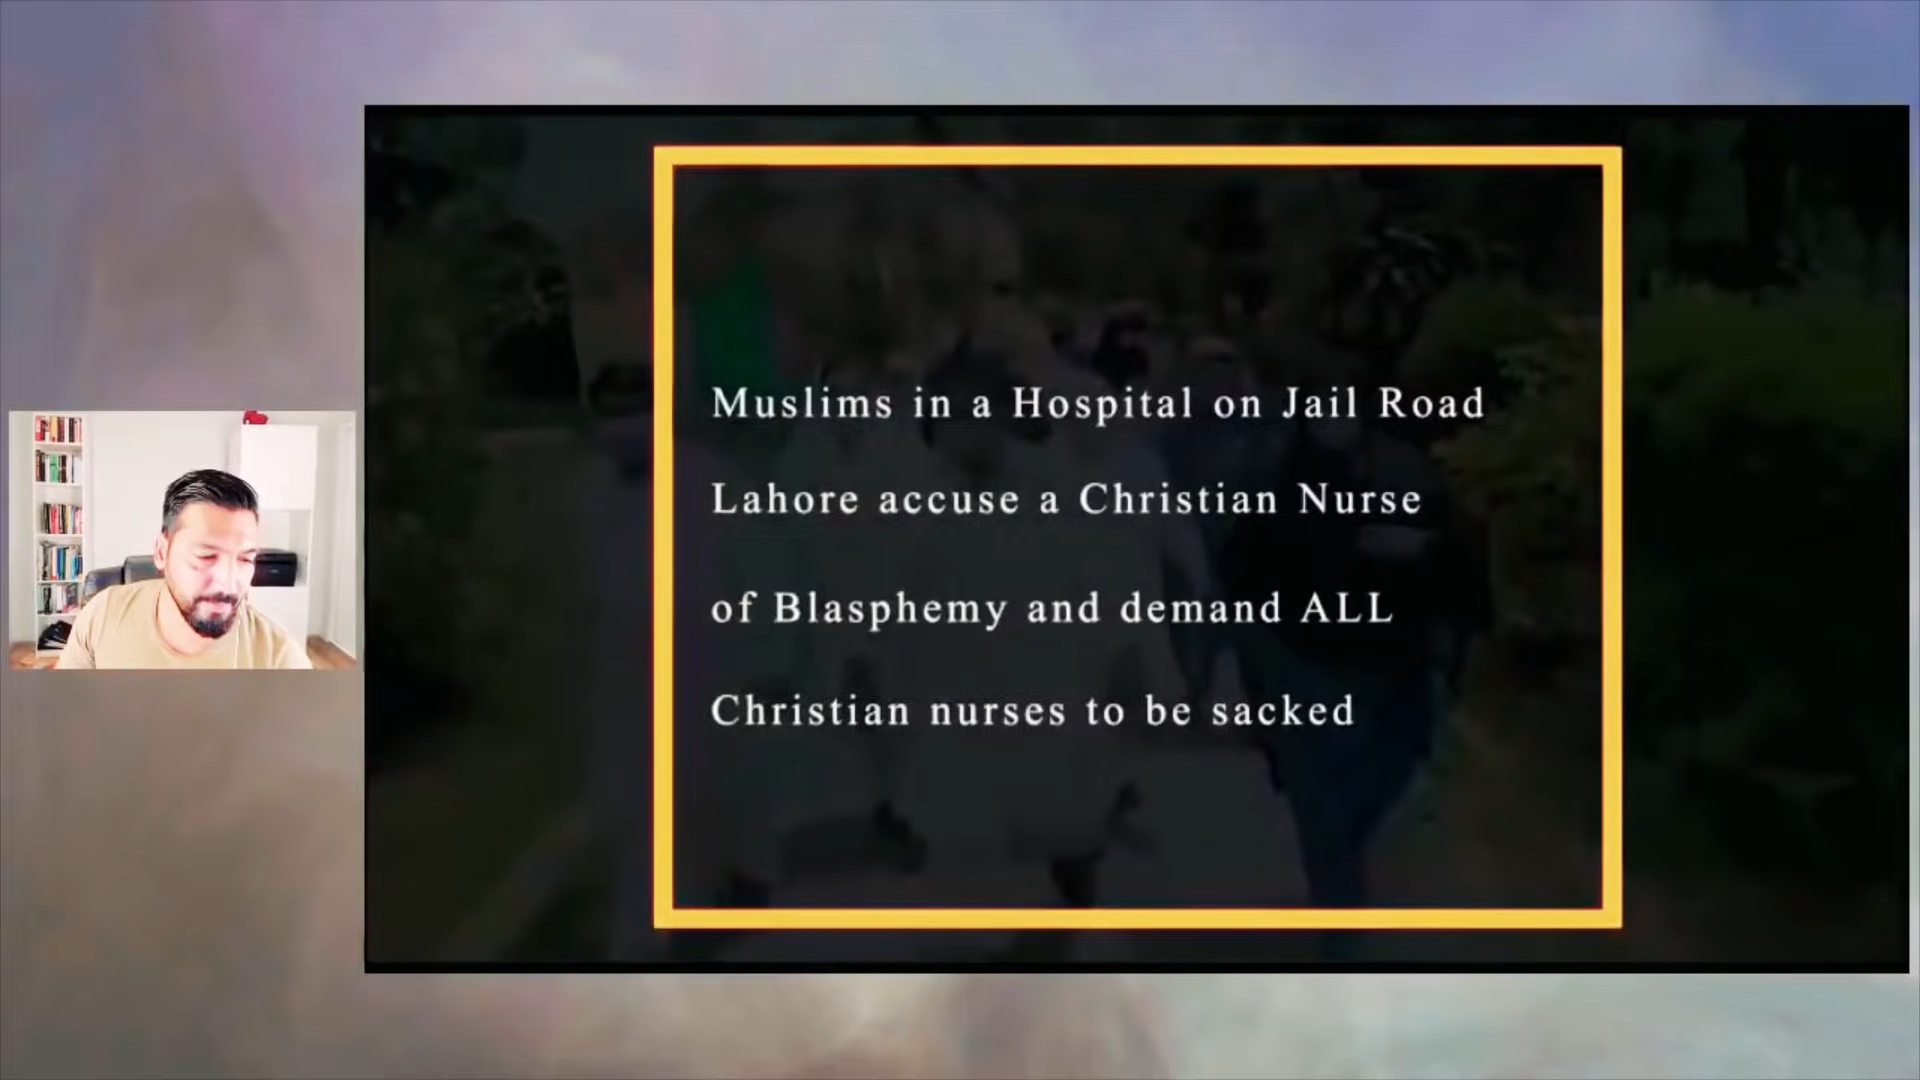 Muslims in a Hospital on Jail Road
Lahore accuse a Christian Nurse
of Blasphemy and demand ALL
Christian nurses to be sacked